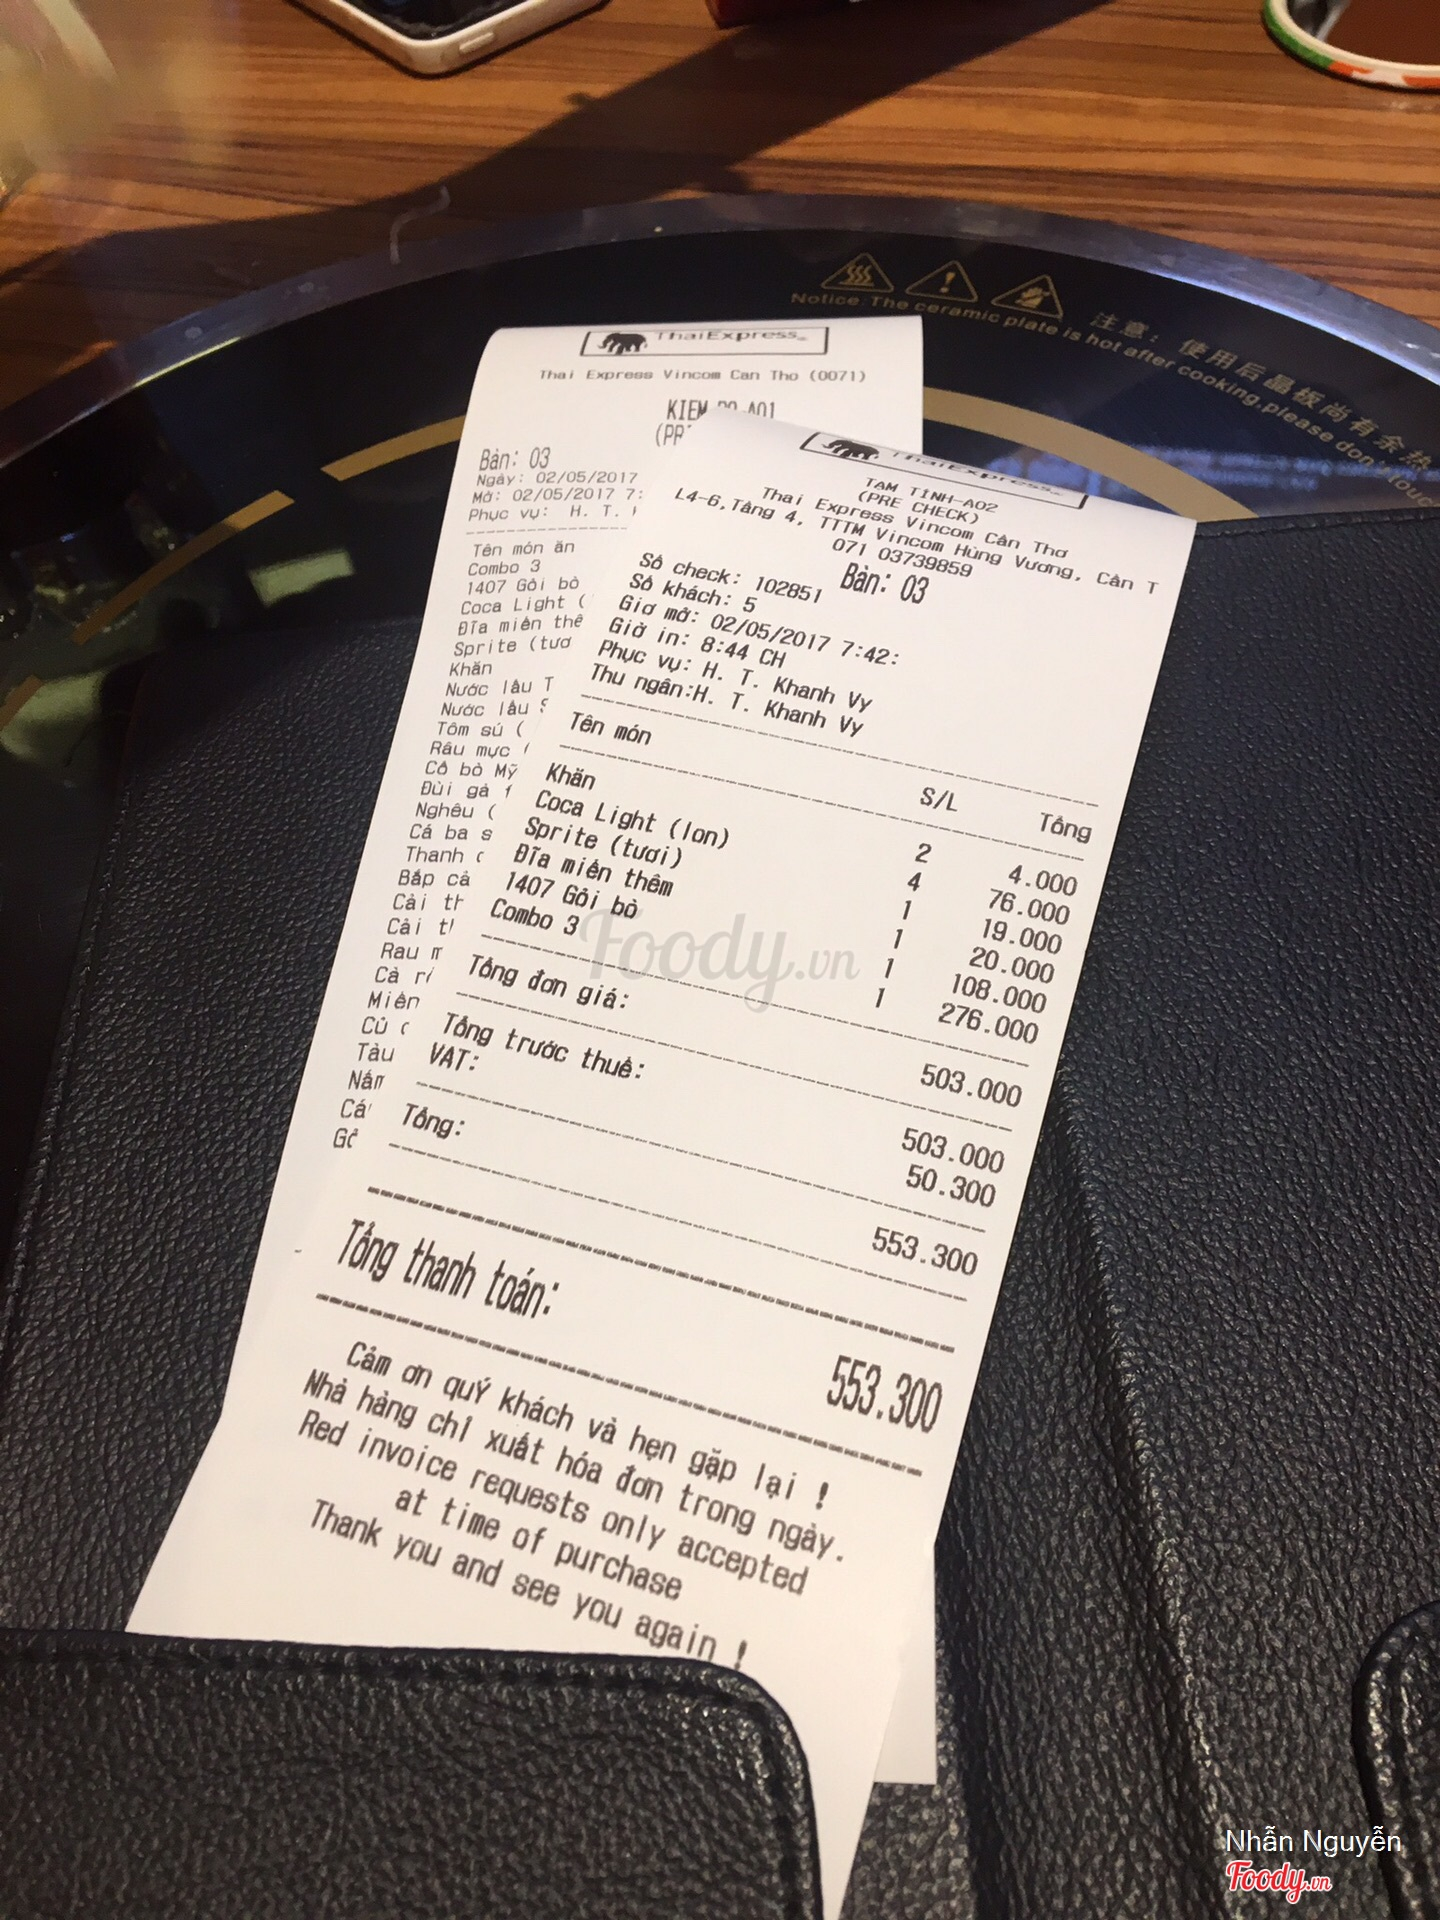 Notice:The ceramic plate is hot after cooking,please don't touch
注意：使用后晶板尚有余热
ThaiExpress
Thai Express Vincom Can Tho (0071)
KIEM A01
Bàn: 03
Ngày: 02/05/2017
Mở: 02/05/2017 7:
Phục vụ: H. T.
Tên món ăn
Combo 3
1407 Gỏi bò
Coca Light (
Đĩa miến thê
Sprite (tươ
Khăn
Nước lẩu T
Nước lẩu
Tôm sú (
Râu mực
Cổ bò Mỹ
Đùi gà
Nghêu (
Cá ba s
Thanh
Bắp cả
Cải th
Cải t
Rau m
Cà r
Miến
Củ
Tàu
Nấm
Cá
ThaiExpress
TẠM TÍNH-A02
(PRE CHECK)
Thai Express Vincom Cần Thơ
L4-6,Tầng 4, TTTM Vincom Hùng Vương, Cần T
071 03739859
Bàn: 03
Số check: 102851
Số khách: 5
Giờ mở: 02/05/2017 7:42:
Giờ in: 8:44 CH
Phục vụ: H. T. Khanh Vy
Thu ngân:H. T. Khanh Vy
Tên món S/L Tổng
Khăn 2 4.000
Coca Light (lon) 4 76.000
Sprite (tươi) 1 19.000
Đĩa miến thêm 1 20.000
1407 Gỏi bò 1 108.000
Combo 3 1 276.000
Tổng đơn giá: 503.000
Tổng trước thuế: 503.000
VAT: 50.300
Tổng: 553.300
Tổng thanh toán: 553.300
Cảm ơn quý khách và hẹn gặp lại !
Nhà hàng chỉ xuất hóa đơn trong ngày.
Red invoice requests only accepted
at time of purchase
Thank you and see you again !
Foody.vn
Nhẫn Nguyễn
Foody.vn